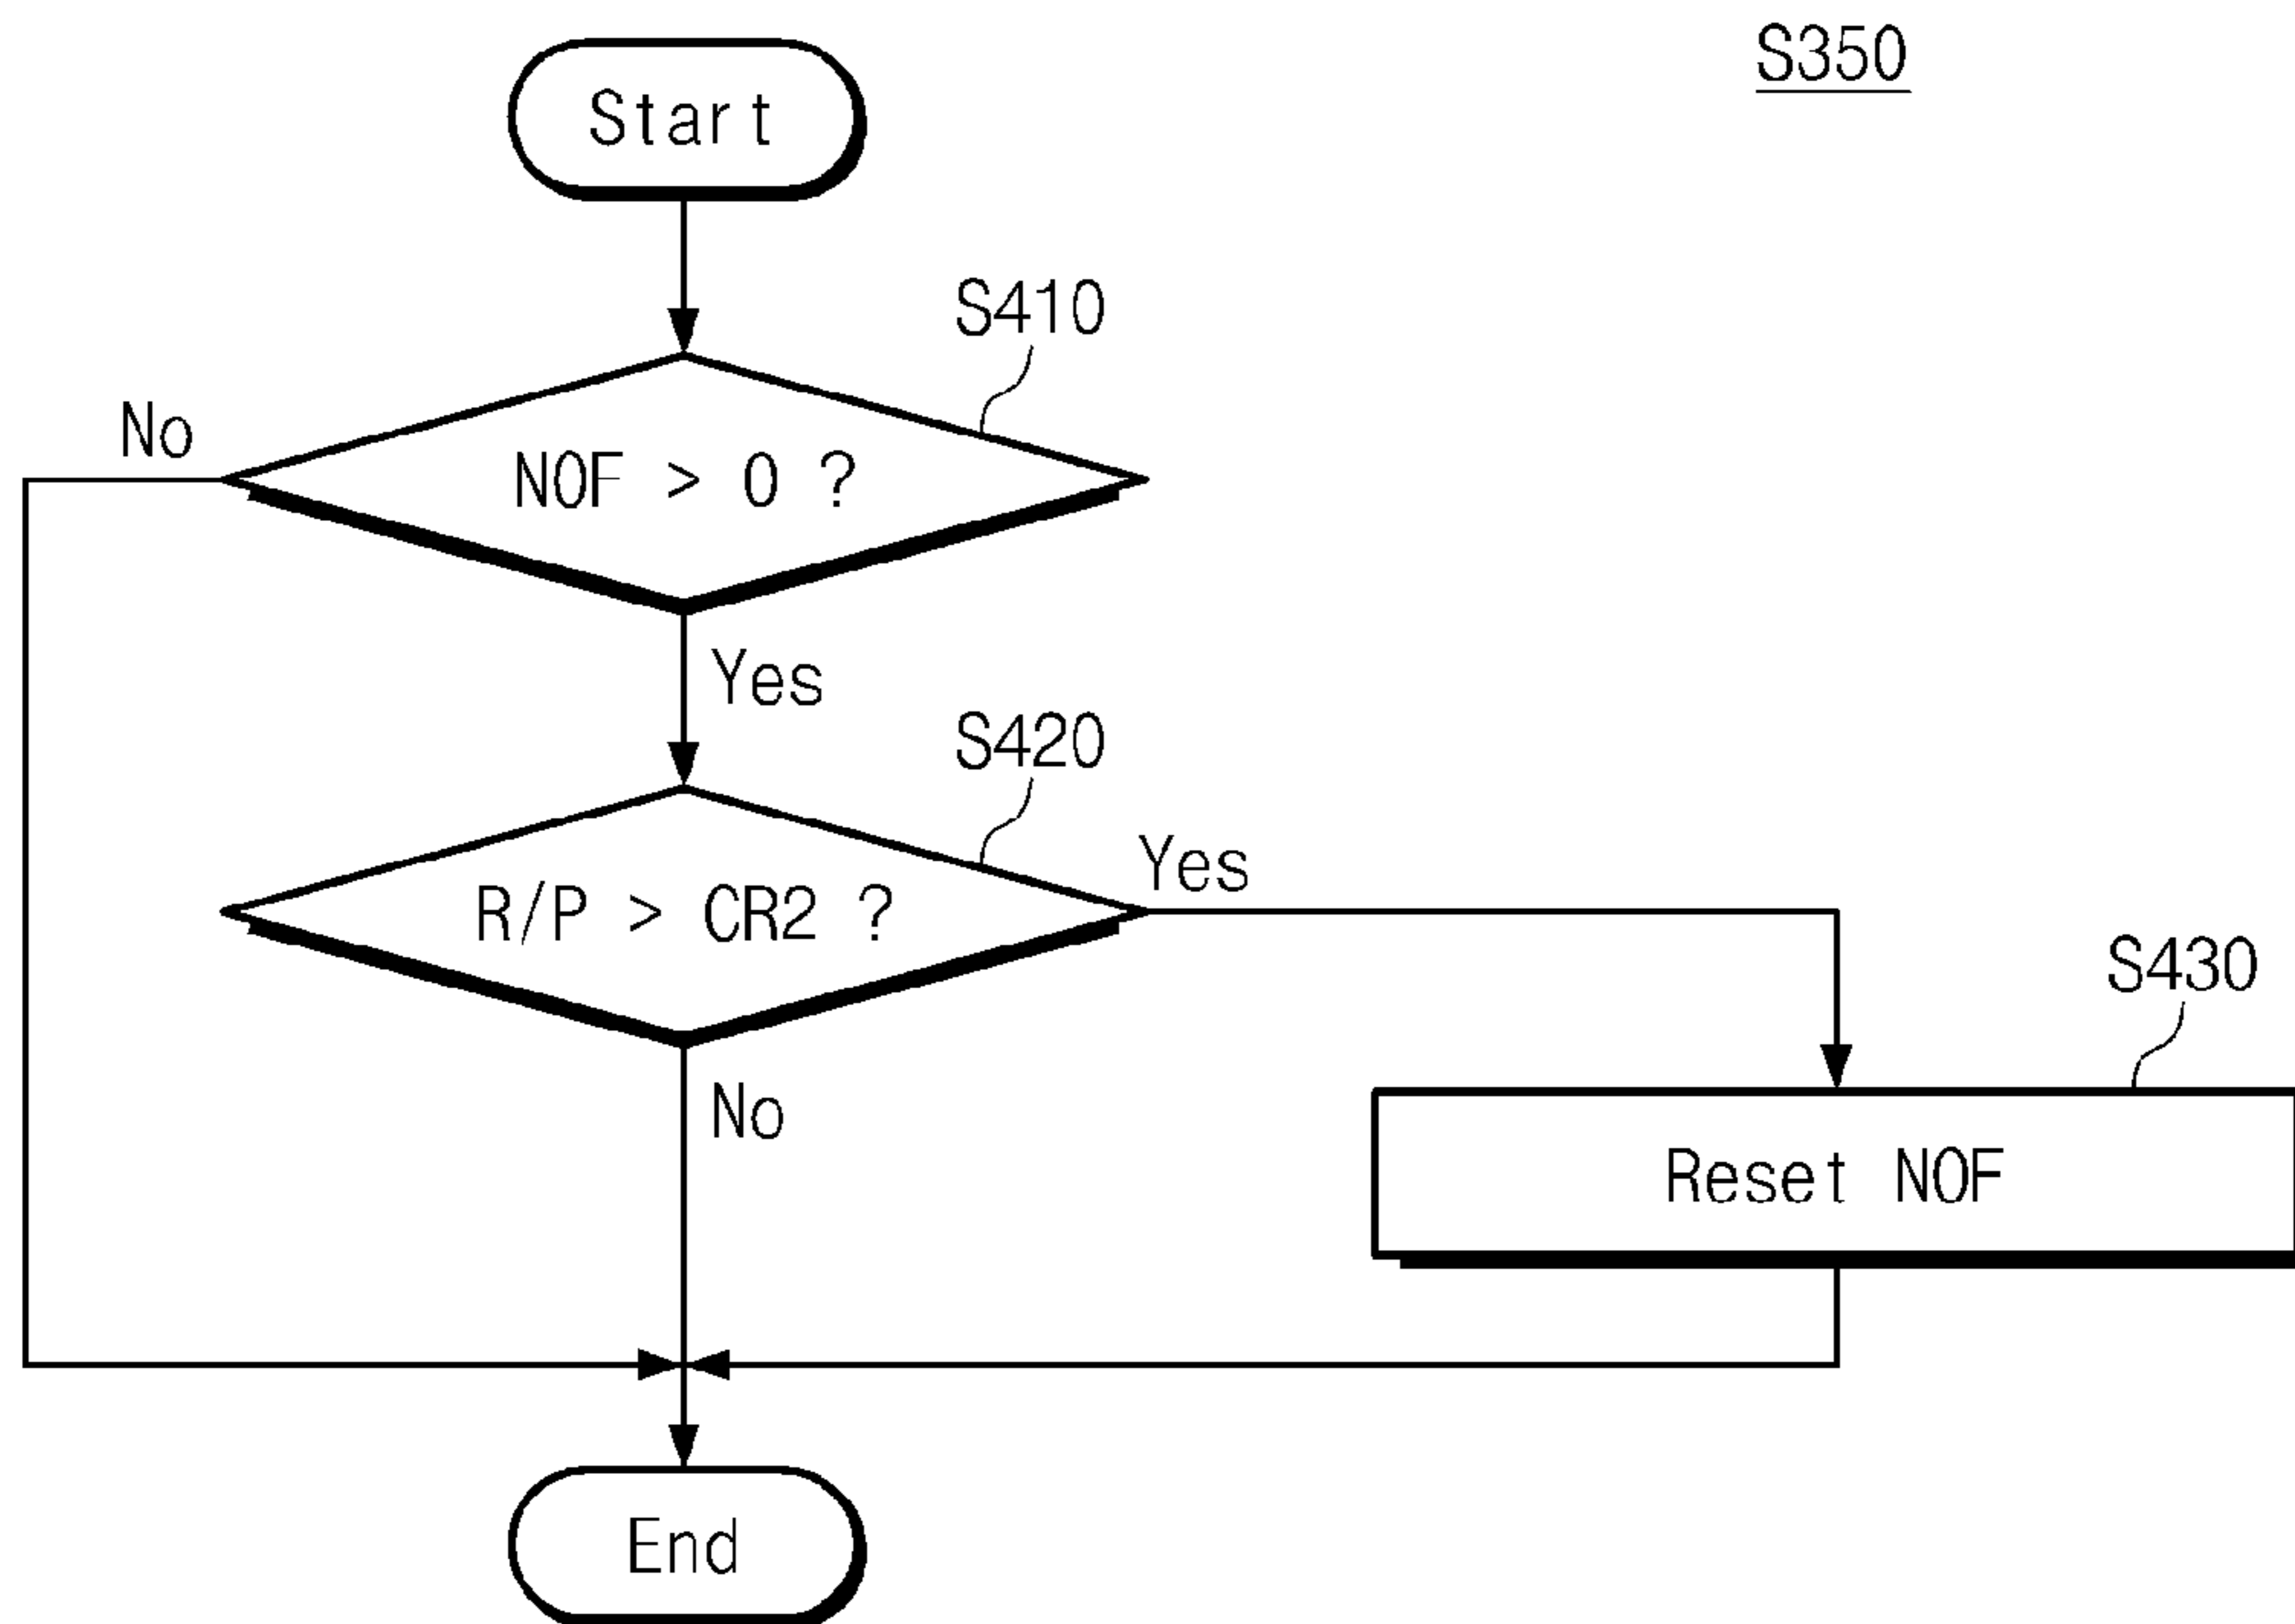 S350
Start
S410
No
NOF > 0 ?
Yes
S420
Yes
R/P > CR2 ?
S430
No
Reset NOF
End